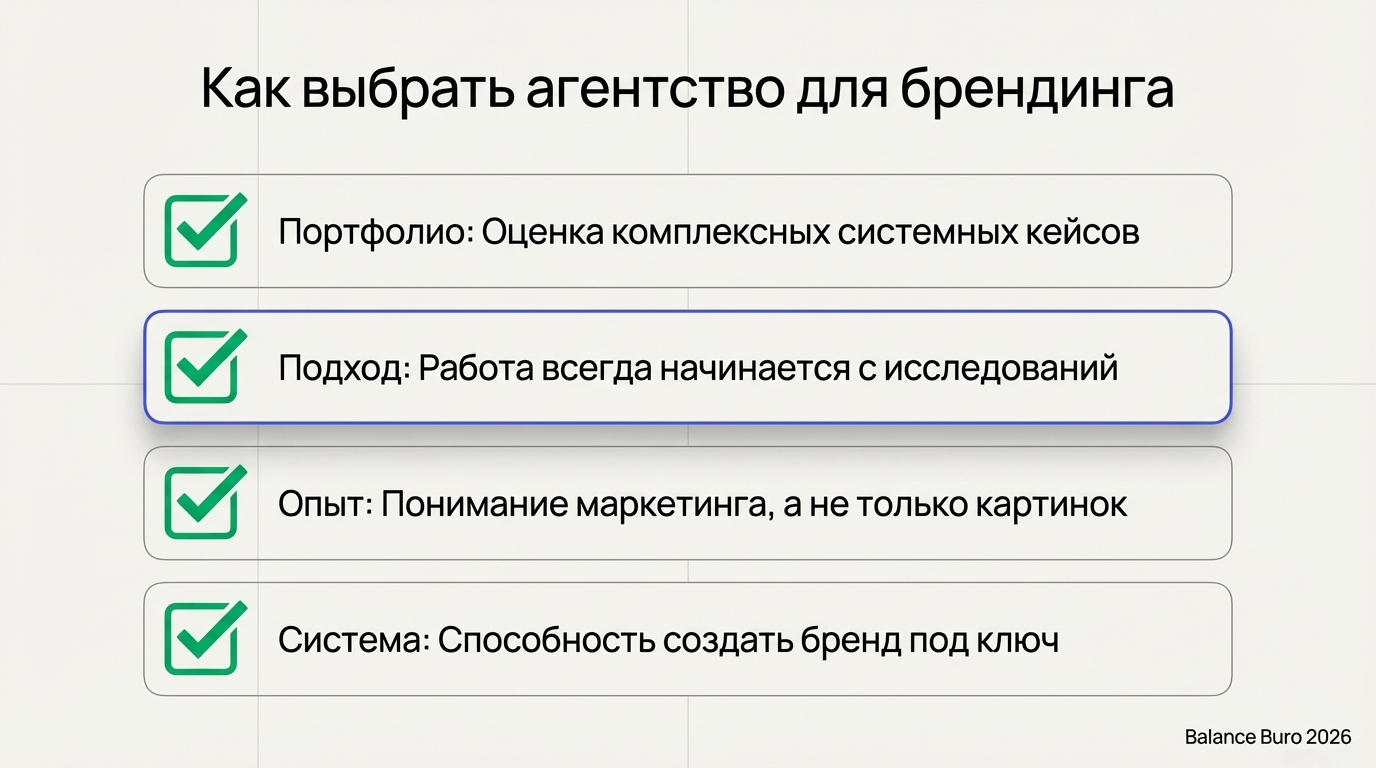 Как выбрать агентство для брендинга
Портфолио: Оценка комплексных системных кейсов
Подход: Работа всегда начинается с исследований
Опыт: Понимание маркетинга, а не только картинок
Система: Способность создать бренд под ключ
Balance Buro 2026